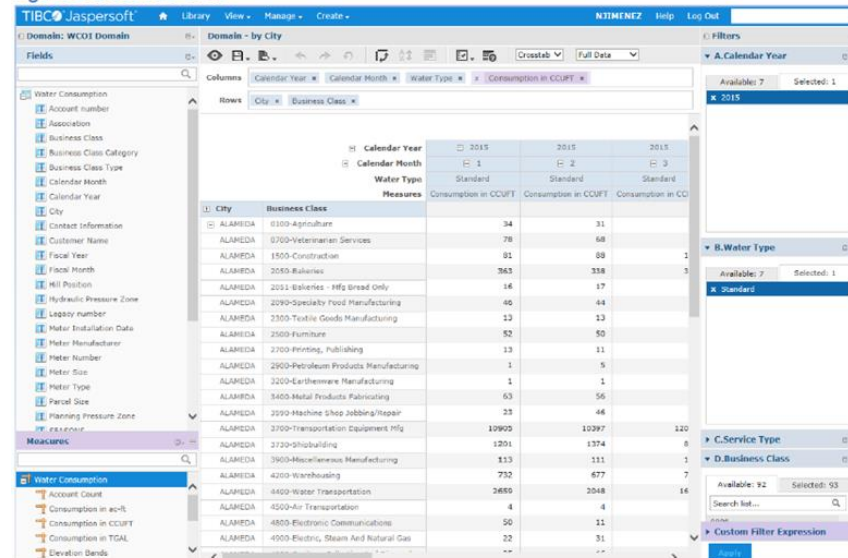 TIBCO Jaspersoft Library View Manage Create NJIMENEZ Help Log Out
Domain: WCOI Domain
Domain - by City
Filters
Fields
Crosstab Full Data
A.Calendar Year
Columns Calendar Year x Calendar Month x Water Type x x Consumption in CCUFT x
Available: 7 Selected: 1
Rows City x Business Class x
x 2015
Water Consumption
Account number
Association
Business Class
Business Class Category
Business Class Type
Calendar Month
Calendar Year
City
Contact Information
Customer Name
Fiscal Year
Fiscal Month
Hill Position
Hydraulic Pressure Zone
Legacy number
Meter Installation Date
Meter Manufacturer
Meter Number
Meter Size
Meter Type
Parcel Size
Planning Pressure Zone
Measures
Water Consumption
Account Count
Consumption in ac-ft
Consumption in CCUFT
Consumption in TGAL
Elevation Bands
Calendar Year 2015 2015 2015
Calendar Month 1 2 3
Water Type Standard Standard Standard
Measures Consumption in CCUFT Consumption in CCUFT Consumption in CCI
City Business Class
ALAMEDA 0100-Agriculture 34 31
ALAMEDA 0700-Veterinarian Services 78 68
ALAMEDA 1500-Construction 81 88 1
ALAMEDA 2050-Bakeries 363 338 3
ALAMEDA 2051-Bakeries - Mfg Bread Only 16 17
ALAMEDA 2090-Specialty Food Manufacturing 46 44
ALAMEDA 2300-Textile Goods Manufacturing 13 13
ALAMEDA 2500-Furniture 52 50
ALAMEDA 2700-Printing, Publishing 13 11
ALAMEDA 2900-Petroleum Products Manufacturing 1 5
ALAMEDA 3200-Earthenware Manufacturing 1 1
ALAMEDA 3400-Metal Products Fabricating 63 56
ALAMEDA 3590-Machine Shop Jobbing/Repair 23 46
ALAMEDA 3700-Transportation Equipment Mfg 10905 10397 120
ALAMEDA 3730-Shipbuilding 1201 1374 8
ALAMEDA 3900-Miscellaneous Manufacturing 113 111 1
ALAMEDA 4200-Warehousing 732 677 7
ALAMEDA 4400-Water Transportation 2659 2048 16
ALAMEDA 4500-Air Transportation 4 4
ALAMEDA 4800-Electronic Communications 50 11
ALAMEDA 4900-Electric, Steam And Natural Gas 22 31
B.Water Type
Available: 7 Selected: 1
x Standard
C.Service Type
D.Business Class
Available: 92 Selected: 93
Search list...
Custom Filter Expression
Apply